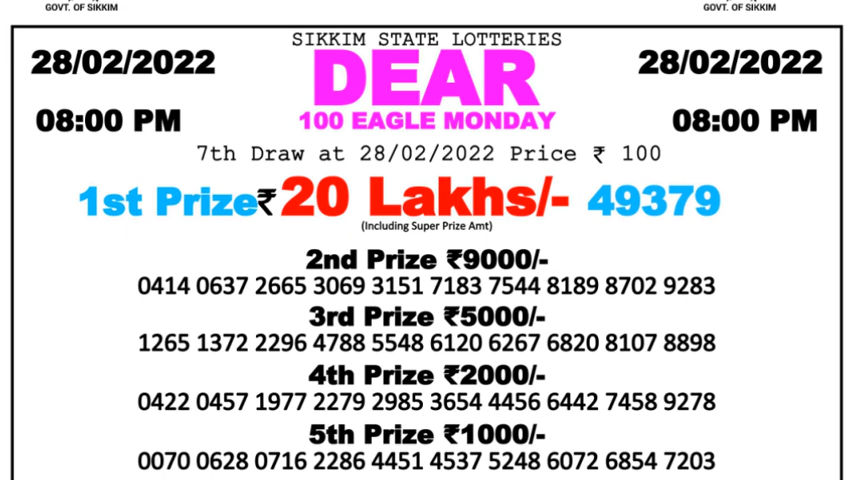 GOVT. OF SIKKIM GOVT. OF SIKKIM
SIKKIM STATE LOTTERIES
28/02/2022 DEAR 28/02/2022
08:00 PM 100 EAGLE MONDAY 08:00 PM
7th Draw at 28/02/2022 Price ₹ 100
1st Prize₹20 Lakhs/- 49379
(Including Super Prize Amt)
2nd Prize ₹9000/-
0414 0637 2665 3069 3151 7183 7544 8189 8702 9283
3rd Prize ₹5000/-
1265 1372 2296 4788 5548 6120 6267 6820 8107 8898
4th Prize ₹2000/-
0422 0457 1977 2279 2985 3654 4456 6442 7458 9278
5th Prize ₹1000/-
0070 0628 0716 2286 4451 4537 5248 6072 6854 7203